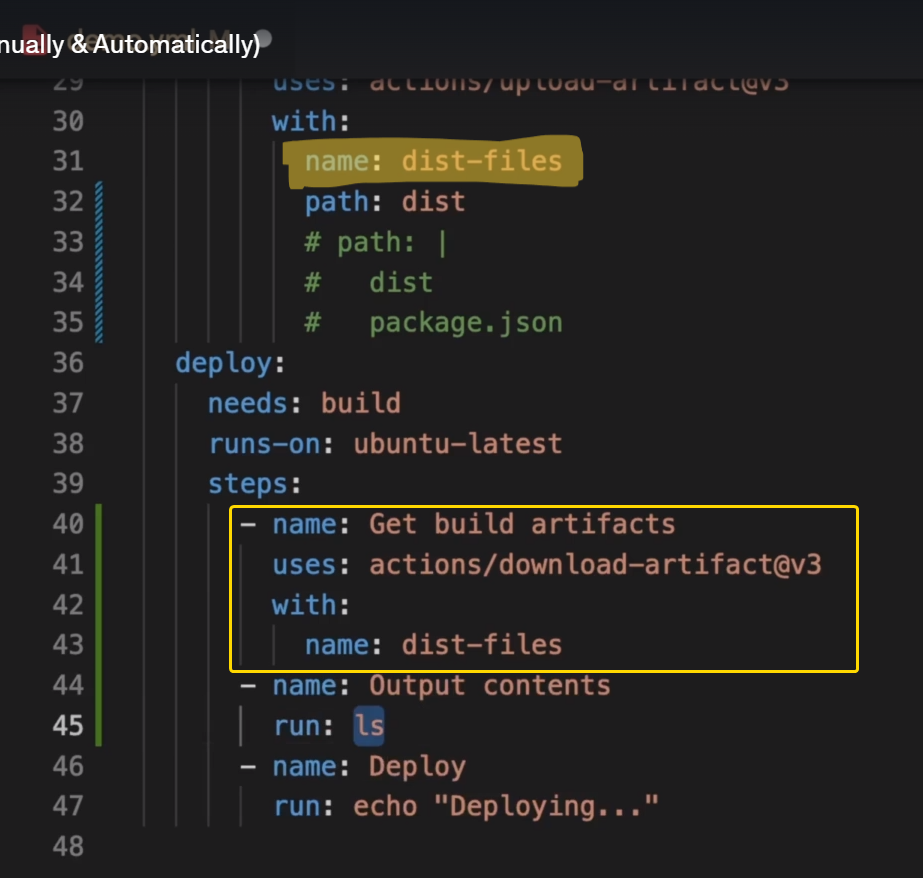 nually & Automatically)
demo.yml M
29 uses: actions/upload-artifact@v3
30 with:
31 name: dist-files
32 path: dist
33 # path: |
34 #   dist
35 #   package.json
36 deploy:
37 needs: build
38 runs-on: ubuntu-latest
39 steps:
40 - name: Get build artifacts
41 uses: actions/download-artifact@v3
42 with:
43 name: dist-files
44 - name: Output contents
45 run: ls
46 - name: Deploy
47 run: echo "Deploying..."
48